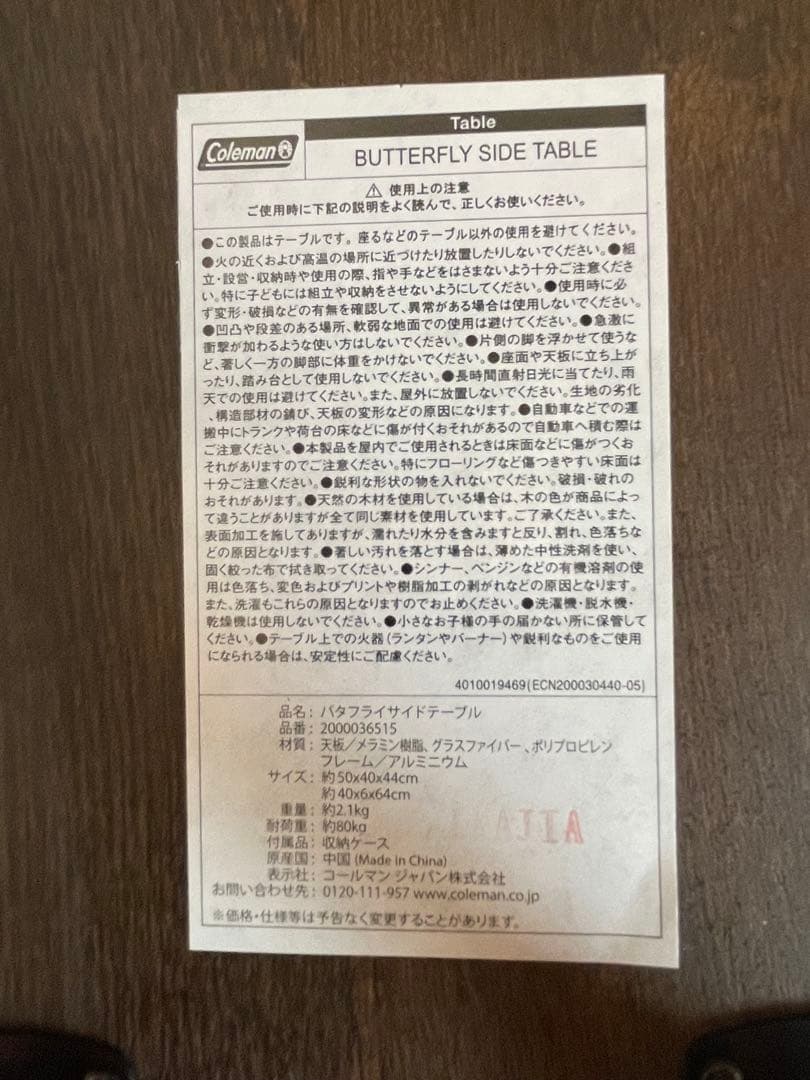 Table
Coleman
BUTTERFLY SIDE TABLE
⚠ 使用上の注意
ご使用時に下記の説明をよく読んで、正しくお使いください。
●この製品はテーブルです。座るなどのテーブル以外の使用を避けてください。
●火の近くおよび高温の場所に近づけたり放置したりしないでください。●組
立・設営・収納時や使用の際、指や手などをはさまないよう十分ご注意くださ
い。特に子どもには組立や収納をさせないようにしてください。●使用時に必
ず変形・破損などの有無を確認して、異常がある場合は使用しないでください。
●凹凸や段差のある場所、軟弱な地面での使用は避けてください。●急激に
衝撃が加わるような使い方はしないでください。●片側の脚を浮かせて使うな
ど、著しく一方の脚部に体重をかけないでください。●座面や天板に立ち上が
ったり、踏み台として使用しないでください。●長時間直射日光に当てたり、雨
天での使用は避けてください。また、屋外に放置しないでください。生地の劣化
、構造部材の錆び、天板の変形などの原因になります。●自動車などでの運
搬中にトランクや荷台の床などに傷が付くおそれがあるので自動車へ積む際は
ご注意ください。●本製品を屋内でご使用されるときは床面などに傷がつくお
それがありますのでご注意ください。特にフローリングなど傷つきやすい床面は
十分ご注意ください。●鋭利な形状の物を入れないでください。破損・破れの
おそれがあります。●天然の木材を使用している場合は、木の色が商品によっ
て違うことがありますが全て同じ素材を使用しています。ご了承ください。また、
表面加工を施してありますが、濡れたり水分を含みますと反り、割れ、色落ちな
どの原因となります。●著しい汚れを落とす場合は、薄めた中性洗剤を使い、
固く絞った布で拭き取ってください。●シンナー、ベンジンなどの有機溶剤の使
用は色落ち、変色およびプリントや樹脂加工の剥がれなどの原因となります。
また、洗濯もこれらの原因となりますのでお止めください。●洗濯機・脱水機・
乾燥機は使用しないでください。●小さなお子様の手の届かない所に保管して
ください。●テーブル上での火器(ランタンやバーナー)や鋭利なものをご使用
になられる場合は、安定性にご配慮ください。
4010019469(ECN200030440-05)
品名：バタフライサイドテーブル
品番：2000036515
材質：天板／メラミン樹脂、グラスファイバー、ポリプロピレン
フレーム／アルミニウム
サイズ：約50x40x44cm
約40x6x64cm
重量：約2.1kg
耐荷重：約80kg
付属品：収納ケース
原産国：中国 (Made in China)
表示社：コールマン ジャパン株式会社
お問い合わせ先：0120-111-957 www.coleman.co.jp
※価格・仕様等は予告なく変更することがあります。